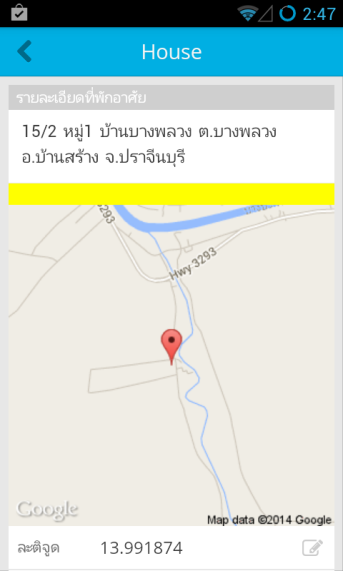 2:47
House
รายละเอียดที่พักอาศัย
15/2 หมู่1 บ้านบางพลวง ต.บางพลวง
อ.บ้านสร้าง จ.ปราจีนบุรี
3293
Hwy 3293
Google
Map data ©2014 Google
ละติจูด 13.991874